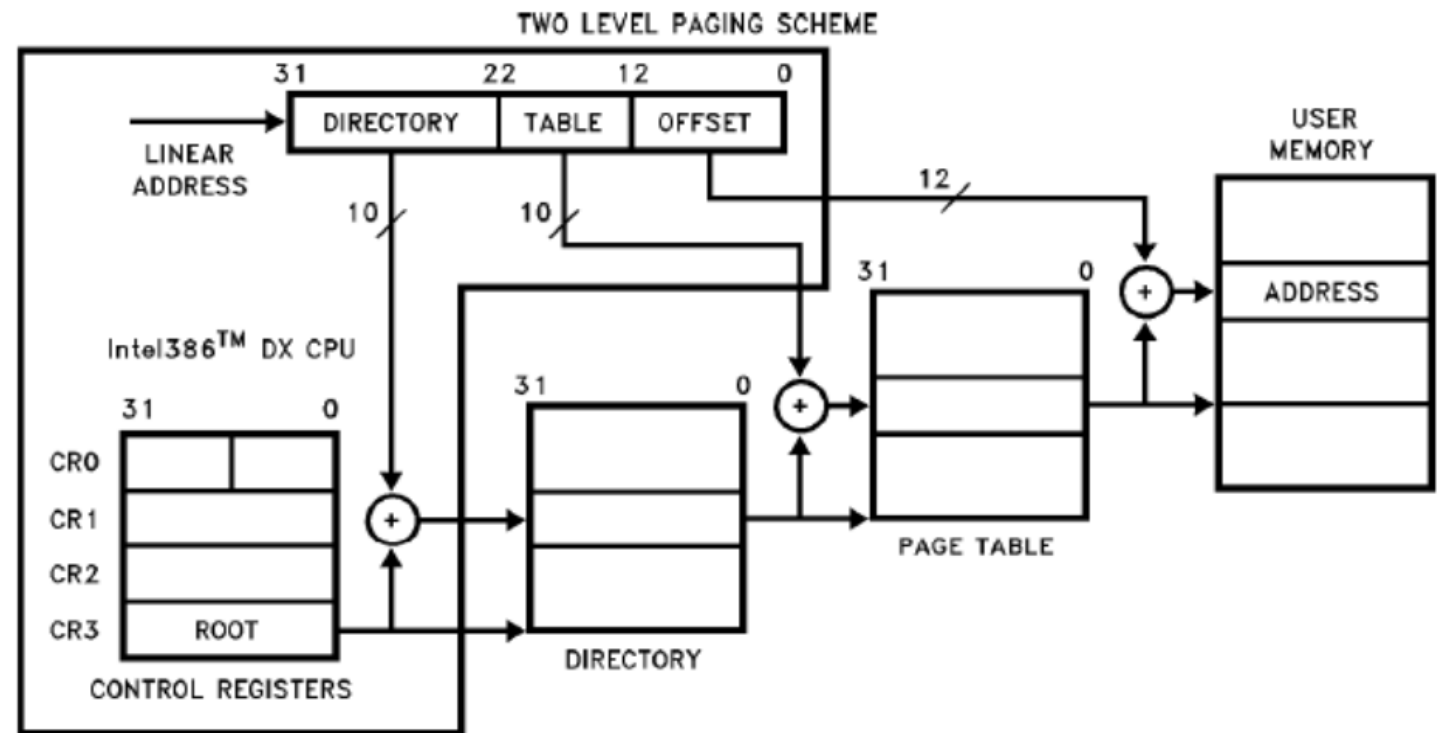 TWO LEVEL PAGING SCHEME
31 22 12 0
DIRECTORY TABLE OFFSET
LINEAR
ADDRESS
USER
MEMORY
10 10 12
31 0
ADDRESS
Intel386™ DX CPU
31 0
31 0
CR0
CR1
CR2
CR3 ROOT
PAGE TABLE
DIRECTORY
CONTROL REGISTERS
+
+
+